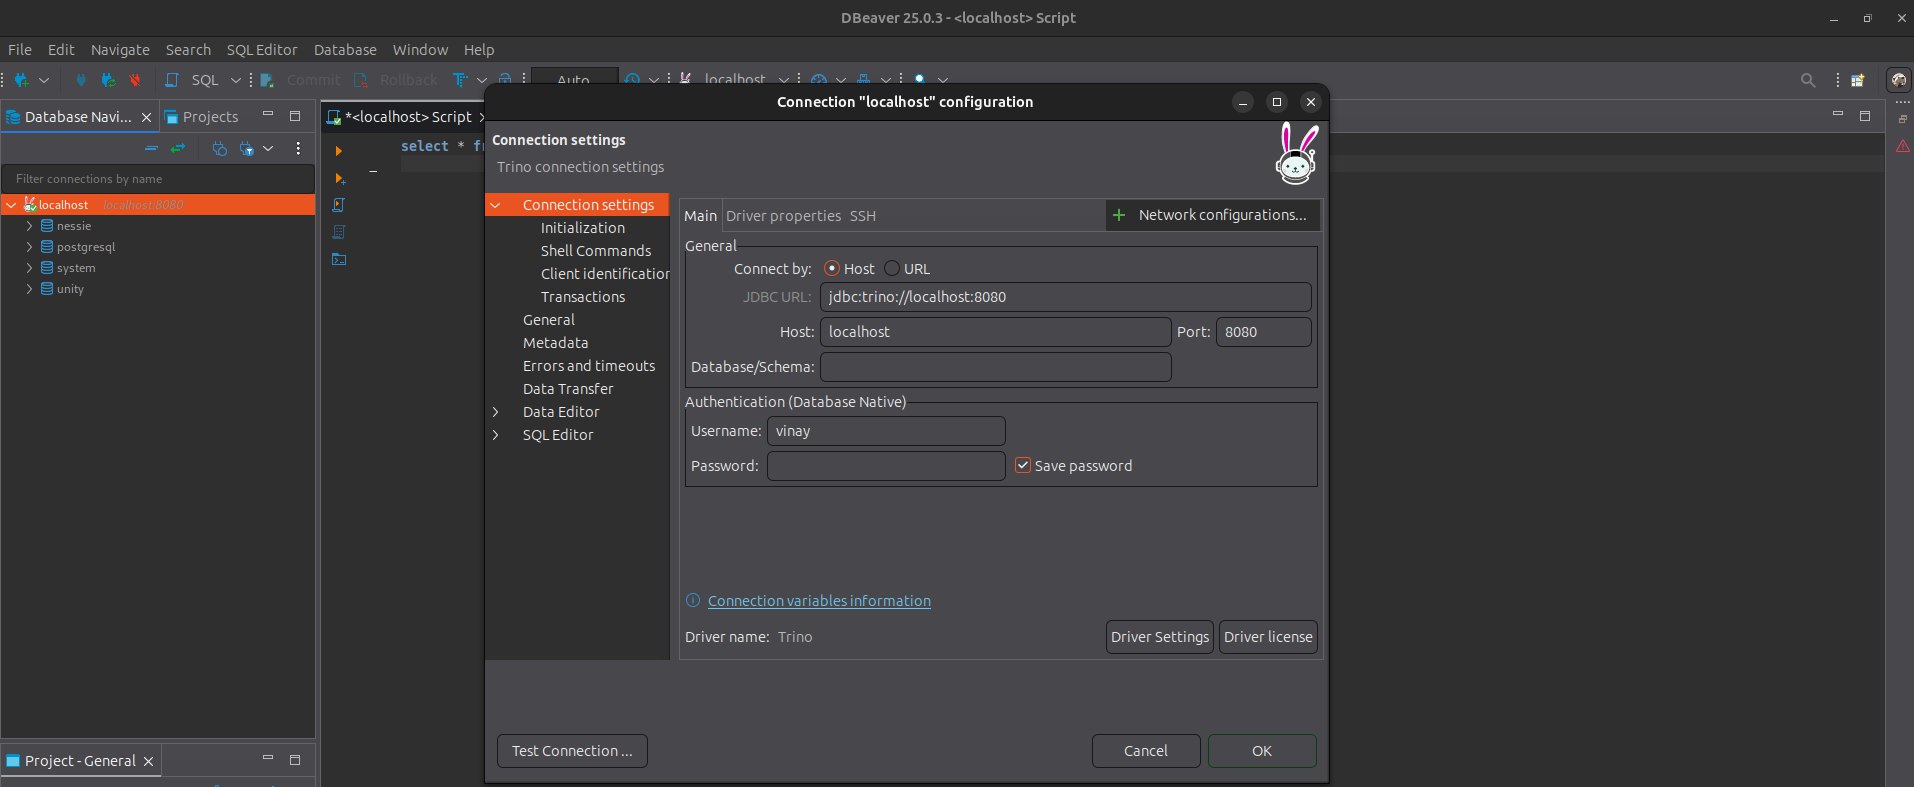 DBeaver 25.0.3 - <localhost> Script
File Edit Navigate Search SQL Editor Database Window Help
SQL Commit Rollback Auto localhost
Database Navi... Projects
*<localhost> Script
Filter connections by name
localhost localhost:8080
nessie
postgresql
system
unity
select * fr
Project - General
Connection "localhost" configuration
Connection settings
Trino connection settings
Connection settings
Initialization
Shell Commands
Client identification
Transactions
General
Metadata
Errors and timeouts
Data Transfer
Data Editor
SQL Editor
Main Driver properties SSH Network configurations...
General
Connect by: Host URL
JDBC URL: jdbc:trino://localhost:8080
Host: localhost Port: 8080
Database/Schema:
Authentication (Database Native)
Username: vinay
Password: Save password
Connection variables information
Driver name: Trino Driver Settings Driver license
Test Connection ... Cancel OK